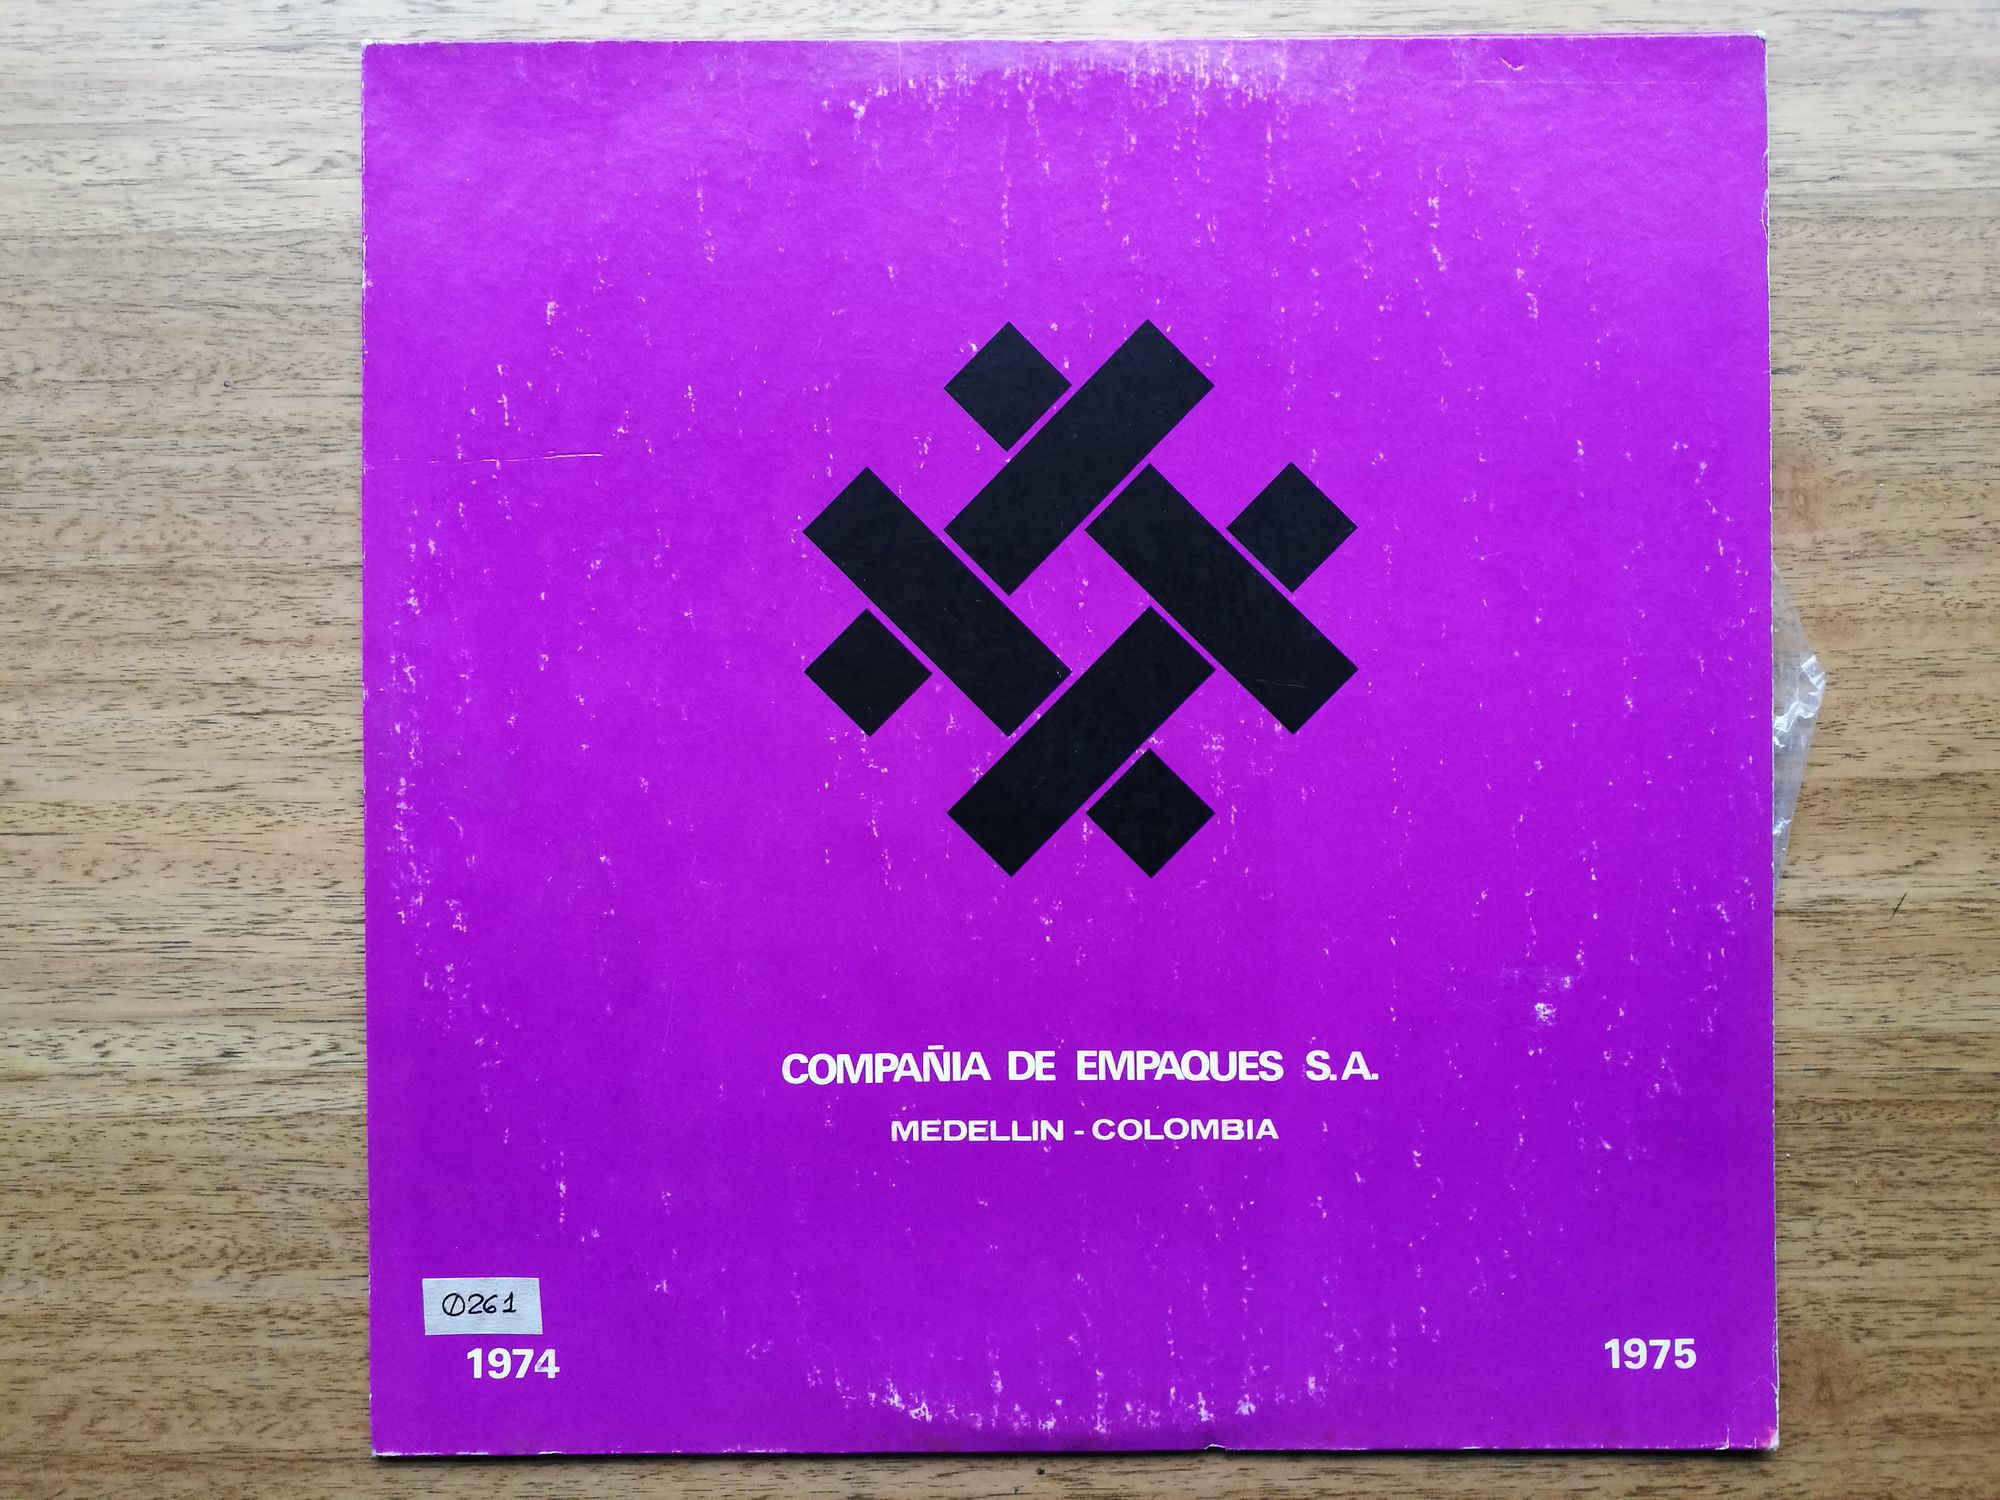 COMPAÑIA DE EMPAQUES S.A.
MEDELLIN - COLOMBIA
0261
1974
1975